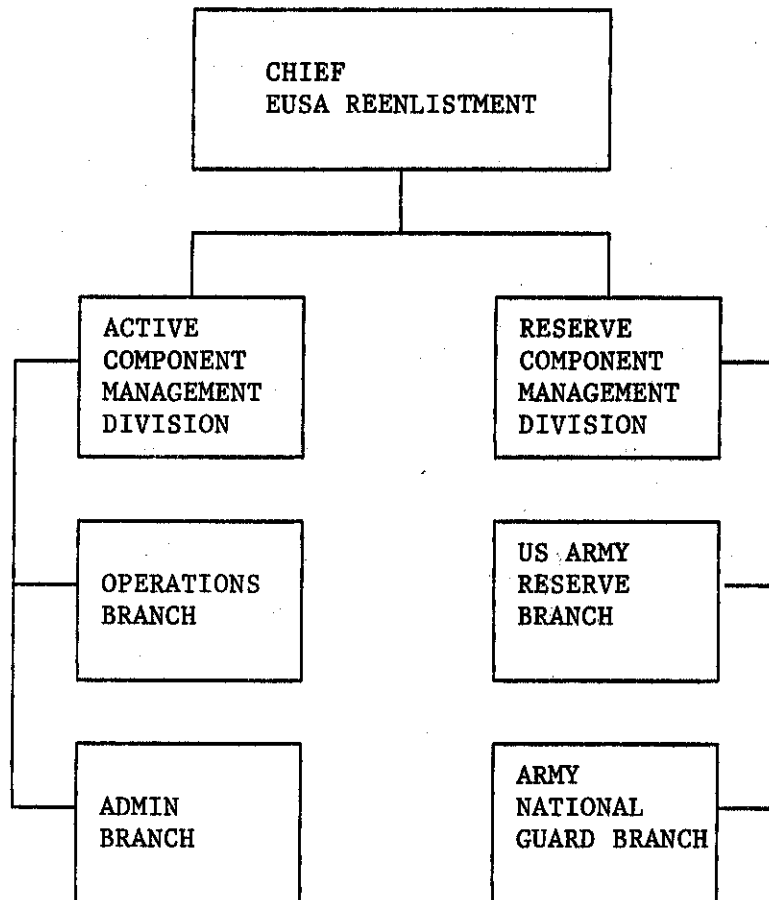 CHIEF
EUSA REENLISTMENT
ACTIVE
COMPONENT
MANAGEMENT
DIVISION
RESERVE
COMPONENT
MANAGEMENT
DIVISION
OPERATIONS
BRANCH
US ARMY
RESERVE
BRANCH
ADMIN
BRANCH
ARMY
NATIONAL
GUARD BRANCH